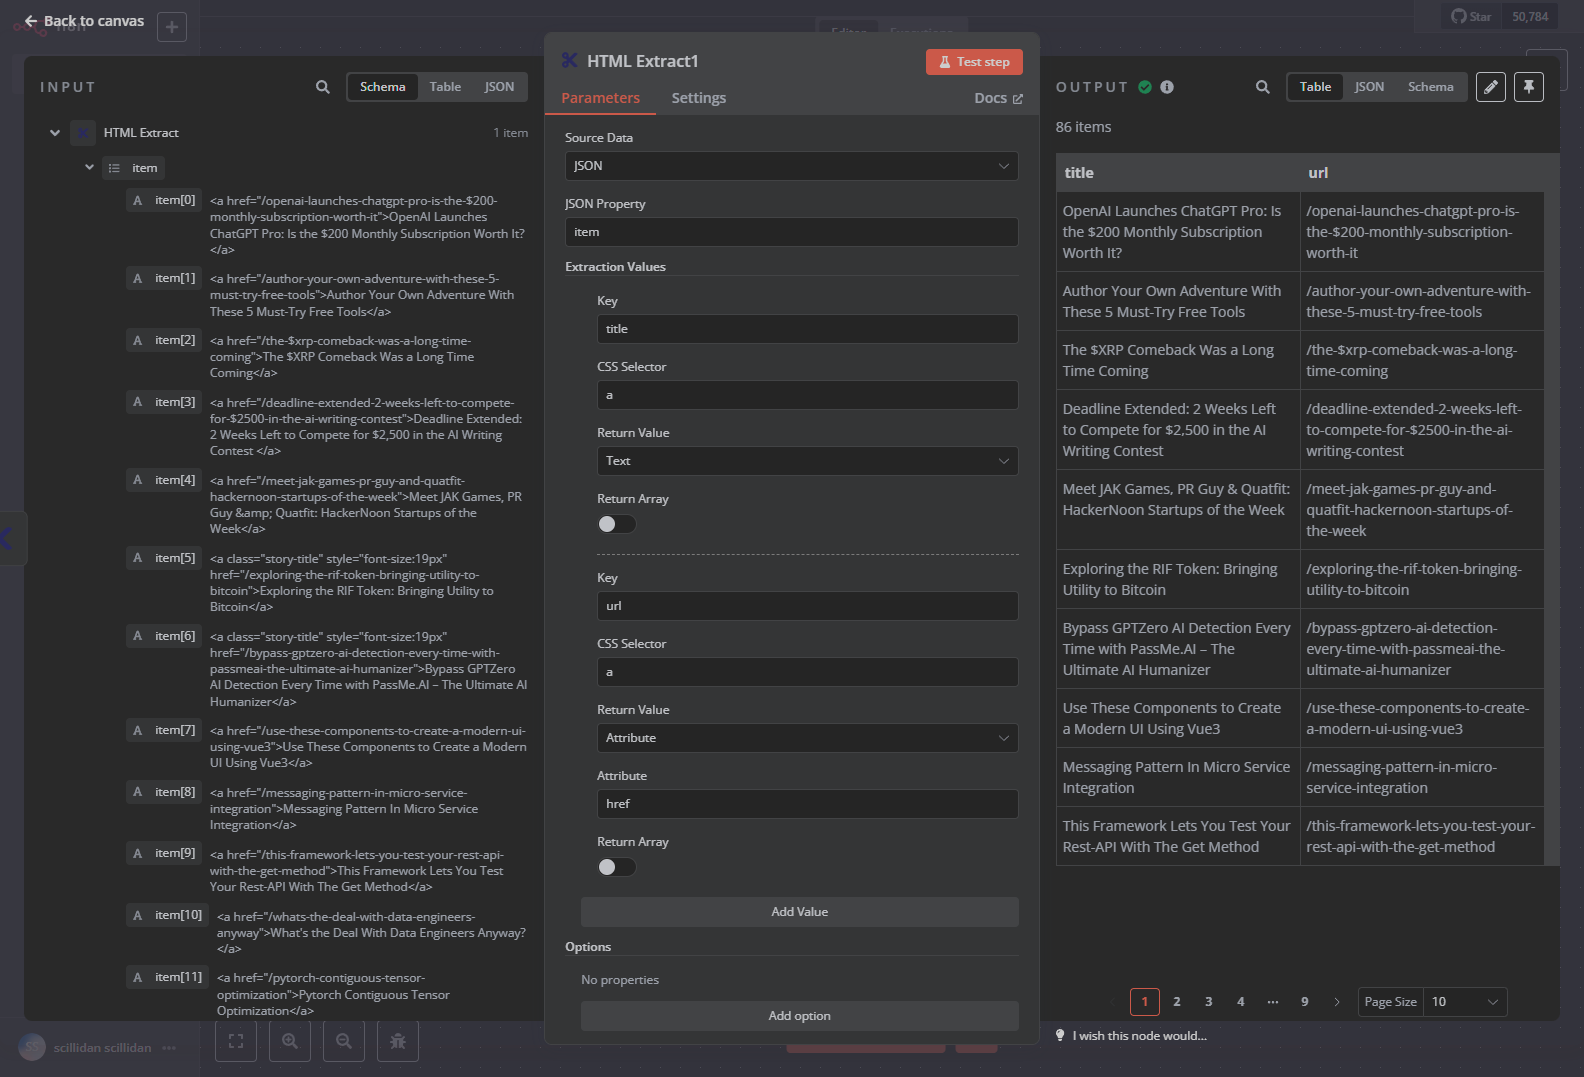 Back to canvas
Star
50,784
INPUT
Schema
Table
JSON
HTML Extract
1 item
item
A item[0]
<a href="/openai-launches-chatgpt-pro-is-the-$200-
monthly-subscription-worth-it">OpenAI Launches
ChatGPT Pro: Is the $200 Monthly Subscription Worth It?
</a>
A item[1]
<a href="/author-your-own-adventure-with-these-5-
must-try-free-tools">Author Your Own Adventure With
These 5 Must-Try Free Tools</a>
A item[2]
<a href="/the-$xrp-comeback-was-a-long-time-
coming">The $XRP Comeback Was a Long Time
Coming</a>
A item[3]
<a href="/deadline-extended-2-weeks-left-to-compete-
for-$2500-in-the-ai-writing-contest">Deadline Extended:
2 Weeks Left to Compete for $2,500 in the AI Writing
Contest </a>
A item[4]
<a href="/meet-jak-games-pr-guy-and-quatfit-
hackernoon-startups-of-the-week">Meet JAK Games, PR
Guy &amp; Quatfit: HackerNoon Startups of the
Week</a>
A item[5]
<a class="story-title" style="font-size:19px"
href="/exploring-the-rif-token-bringing-utility-to-
bitcoin">Exploring the RIF Token: Bringing Utility to
Bitcoin</a>
A item[6]
<a class="story-title" style="font-size:19px"
href="/bypass-gptzero-ai-detection-every-time-with-
passmeai-the-ultimate-ai-humanizer">Bypass GPTZero
AI Detection Every Time with PassMe.AI – The Ultimate AI
Humanizer</a>
A item[7]
<a href="/use-these-components-to-create-a-modern-ui-
using-vue3">Use These Components to Create a Modern
UI Using Vue3</a>
A item[8]
<a href="/messaging-pattern-in-micro-service-
integration">Messaging Pattern In Micro Service
Integration</a>
A item[9]
<a href="/this-framework-lets-you-test-your-rest-api-
with-the-get-method">This Framework Lets You Test
Your Rest-API With The Get Method</a>
A item[10]
<a href="/whats-the-deal-with-data-engineers-
anyway">What's the Deal With Data Engineers Anyway?
</a>
A item[11]
<a href="/pytorch-contiguous-tensor-
optimization">Pytorch Contiguous Tensor
Optimization</a>
scillidan scillidan
HTML Extract1
Test step
Parameters
Settings
Docs
Source Data
JSON
JSON Property
item
Extraction Values
Key
title
CSS Selector
a
Return Value
Text
Return Array
Key
url
CSS Selector
a
Return Value
Attribute
Attribute
href
Return Array
Add Value
Options
No properties
Add option
OUTPUT
Table
JSON
Schema
86 items
title
url
OpenAI Launches ChatGPT Pro: Is
the $200 Monthly Subscription
Worth It?
/openai-launches-chatgpt-pro-is-
the-$200-monthly-subscription-
worth-it
Author Your Own Adventure With
These 5 Must-Try Free Tools
/author-your-own-adventure-with-
these-5-must-try-free-tools
The $XRP Comeback Was a Long
Time Coming
/the-$xrp-comeback-was-a-long-
time-coming
Deadline Extended: 2 Weeks Left
to Compete for $2,500 in the AI
Writing Contest
/deadline-extended-2-weeks-left-
to-compete-for-$2500-in-the-ai-
writing-contest
Meet JAK Games, PR Guy & Quatfit:
HackerNoon Startups of the Week
/meet-jak-games-pr-guy-and-
quatfit-hackernoon-startups-of-
the-week
Exploring the RIF Token: Bringing
Utility to Bitcoin
/exploring-the-rif-token-bringing-
utility-to-bitcoin
Bypass GPTZero AI Detection Every
Time with PassMe.AI – The
Ultimate AI Humanizer
/bypass-gptzero-ai-detection-
every-time-with-passmeai-the-
ultimate-ai-humanizer
Use These Components to Create
a Modern UI Using Vue3
/use-these-components-to-create-
a-modern-ui-using-vue3
Messaging Pattern In Micro Service
Integration
/messaging-pattern-in-micro-
service-integration
This Framework Lets You Test Your
Rest-API With The Get Method
/this-framework-lets-you-test-your-
rest-api-with-the-get-method
1
2
3
4
···
9
Page Size
10
I wish this node would...